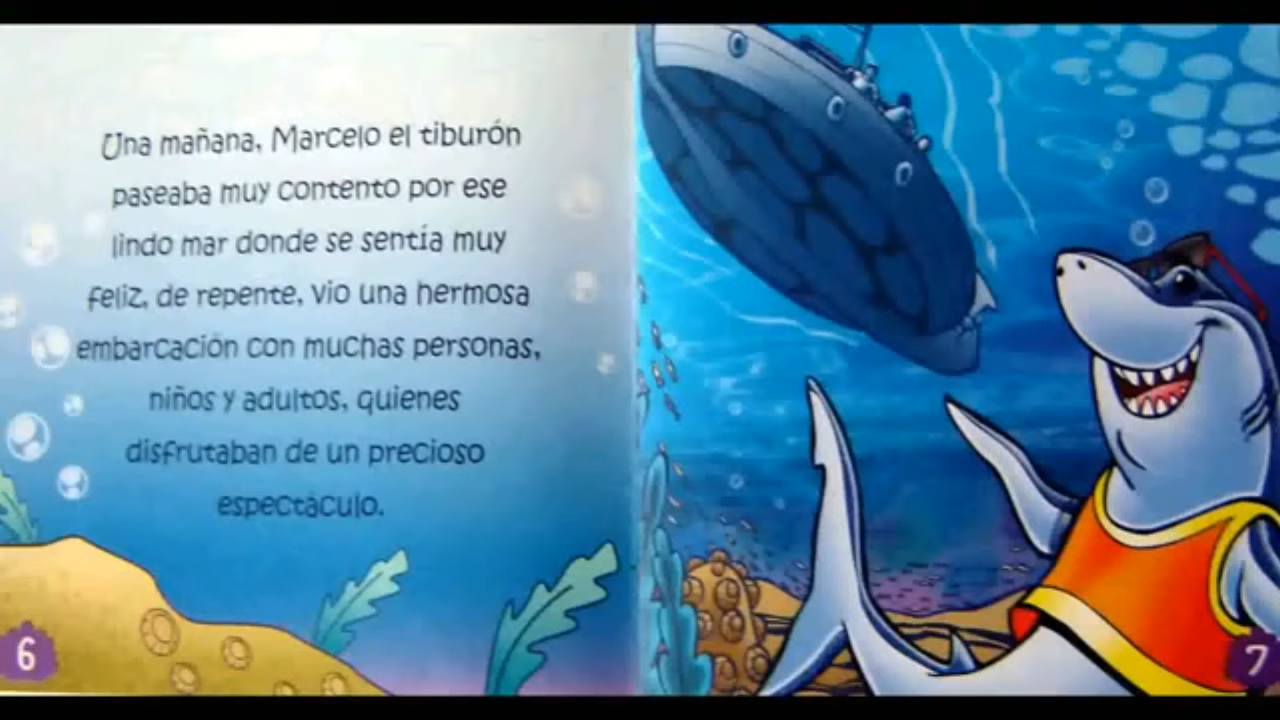 Una mañana, Marcelo el tiburón
paseaba muy contento por ese
lindo mar donde se sentía muy
feliz, de repente, vio una hermosa
embarcación con muchas personas,
niños y adultos, quienes
disfrutaban de un precioso
espectáculo.
6
7